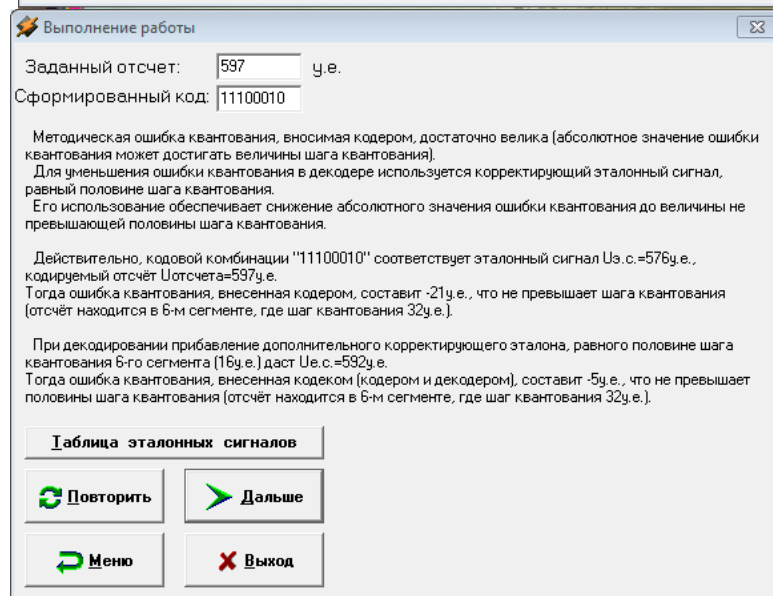 Выполнение работы
Заданный отсчет: 597 у.е.
Сформированный код: 11100010
Методическая ошибка квантования, вносимая кодером, достаточно велика (абсолютное значение ошибки
квантования может достигать величины шага квантования).
Для уменьшения ошибки квантования в декодере используется корректирующий эталонный сигнал,
равный половине шага квантования.
Его использование обеспечивает снижение абсолютного значения ошибки квантования до величины не
превышающей половины шага квантования.
Действительно, кодовой комбинации "11100010" соответствует эталонный сигнал Uэ.с.=576у.е.,
кодируемый отсчёт Uотсчета=597у.е.
Тогда ошибка квантования, внесенная кодером, составит -21у.е., что не превышает шага квантования
(отсчёт находится в 6-м сегменте, где шаг квантования 32у.е.).
При декодировании прибавление дополнительного корректирующего эталона, равного половине шага
квантования 6-го сегмента (16у.е.) даст Uе.с.=592у.е.
Тогда ошибка квантования, внесенная кодеком (кодером и декодером), составит -5у.е., что не превышает
половины шага квантования (отсчёт находится в 6-м сегменте, где шаг квантования 32у.е.).
Таблица эталонных сигналов
Повторить Дальше
Меню Выход